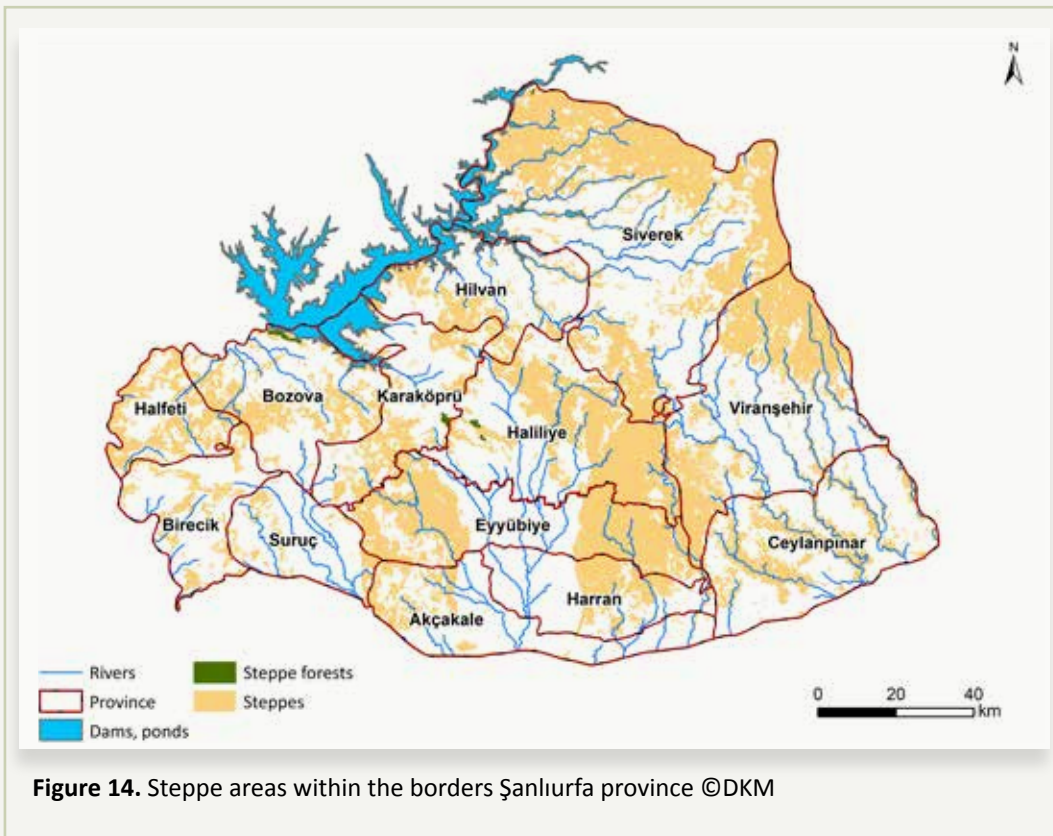 N
Siverek
Hilvan
Bozova
Karaköprü
Halfeti
Viranşehir
Haliliye
Birecik
Eyyübiye
Suruç
Ceylanpınar
Harran
Akçakale
Rivers
Province
Dams, ponds
Steppe forests
Steppes
0 20 40
km
Figure 14. Steppe areas within the borders Şanlıurfa province ©DKM